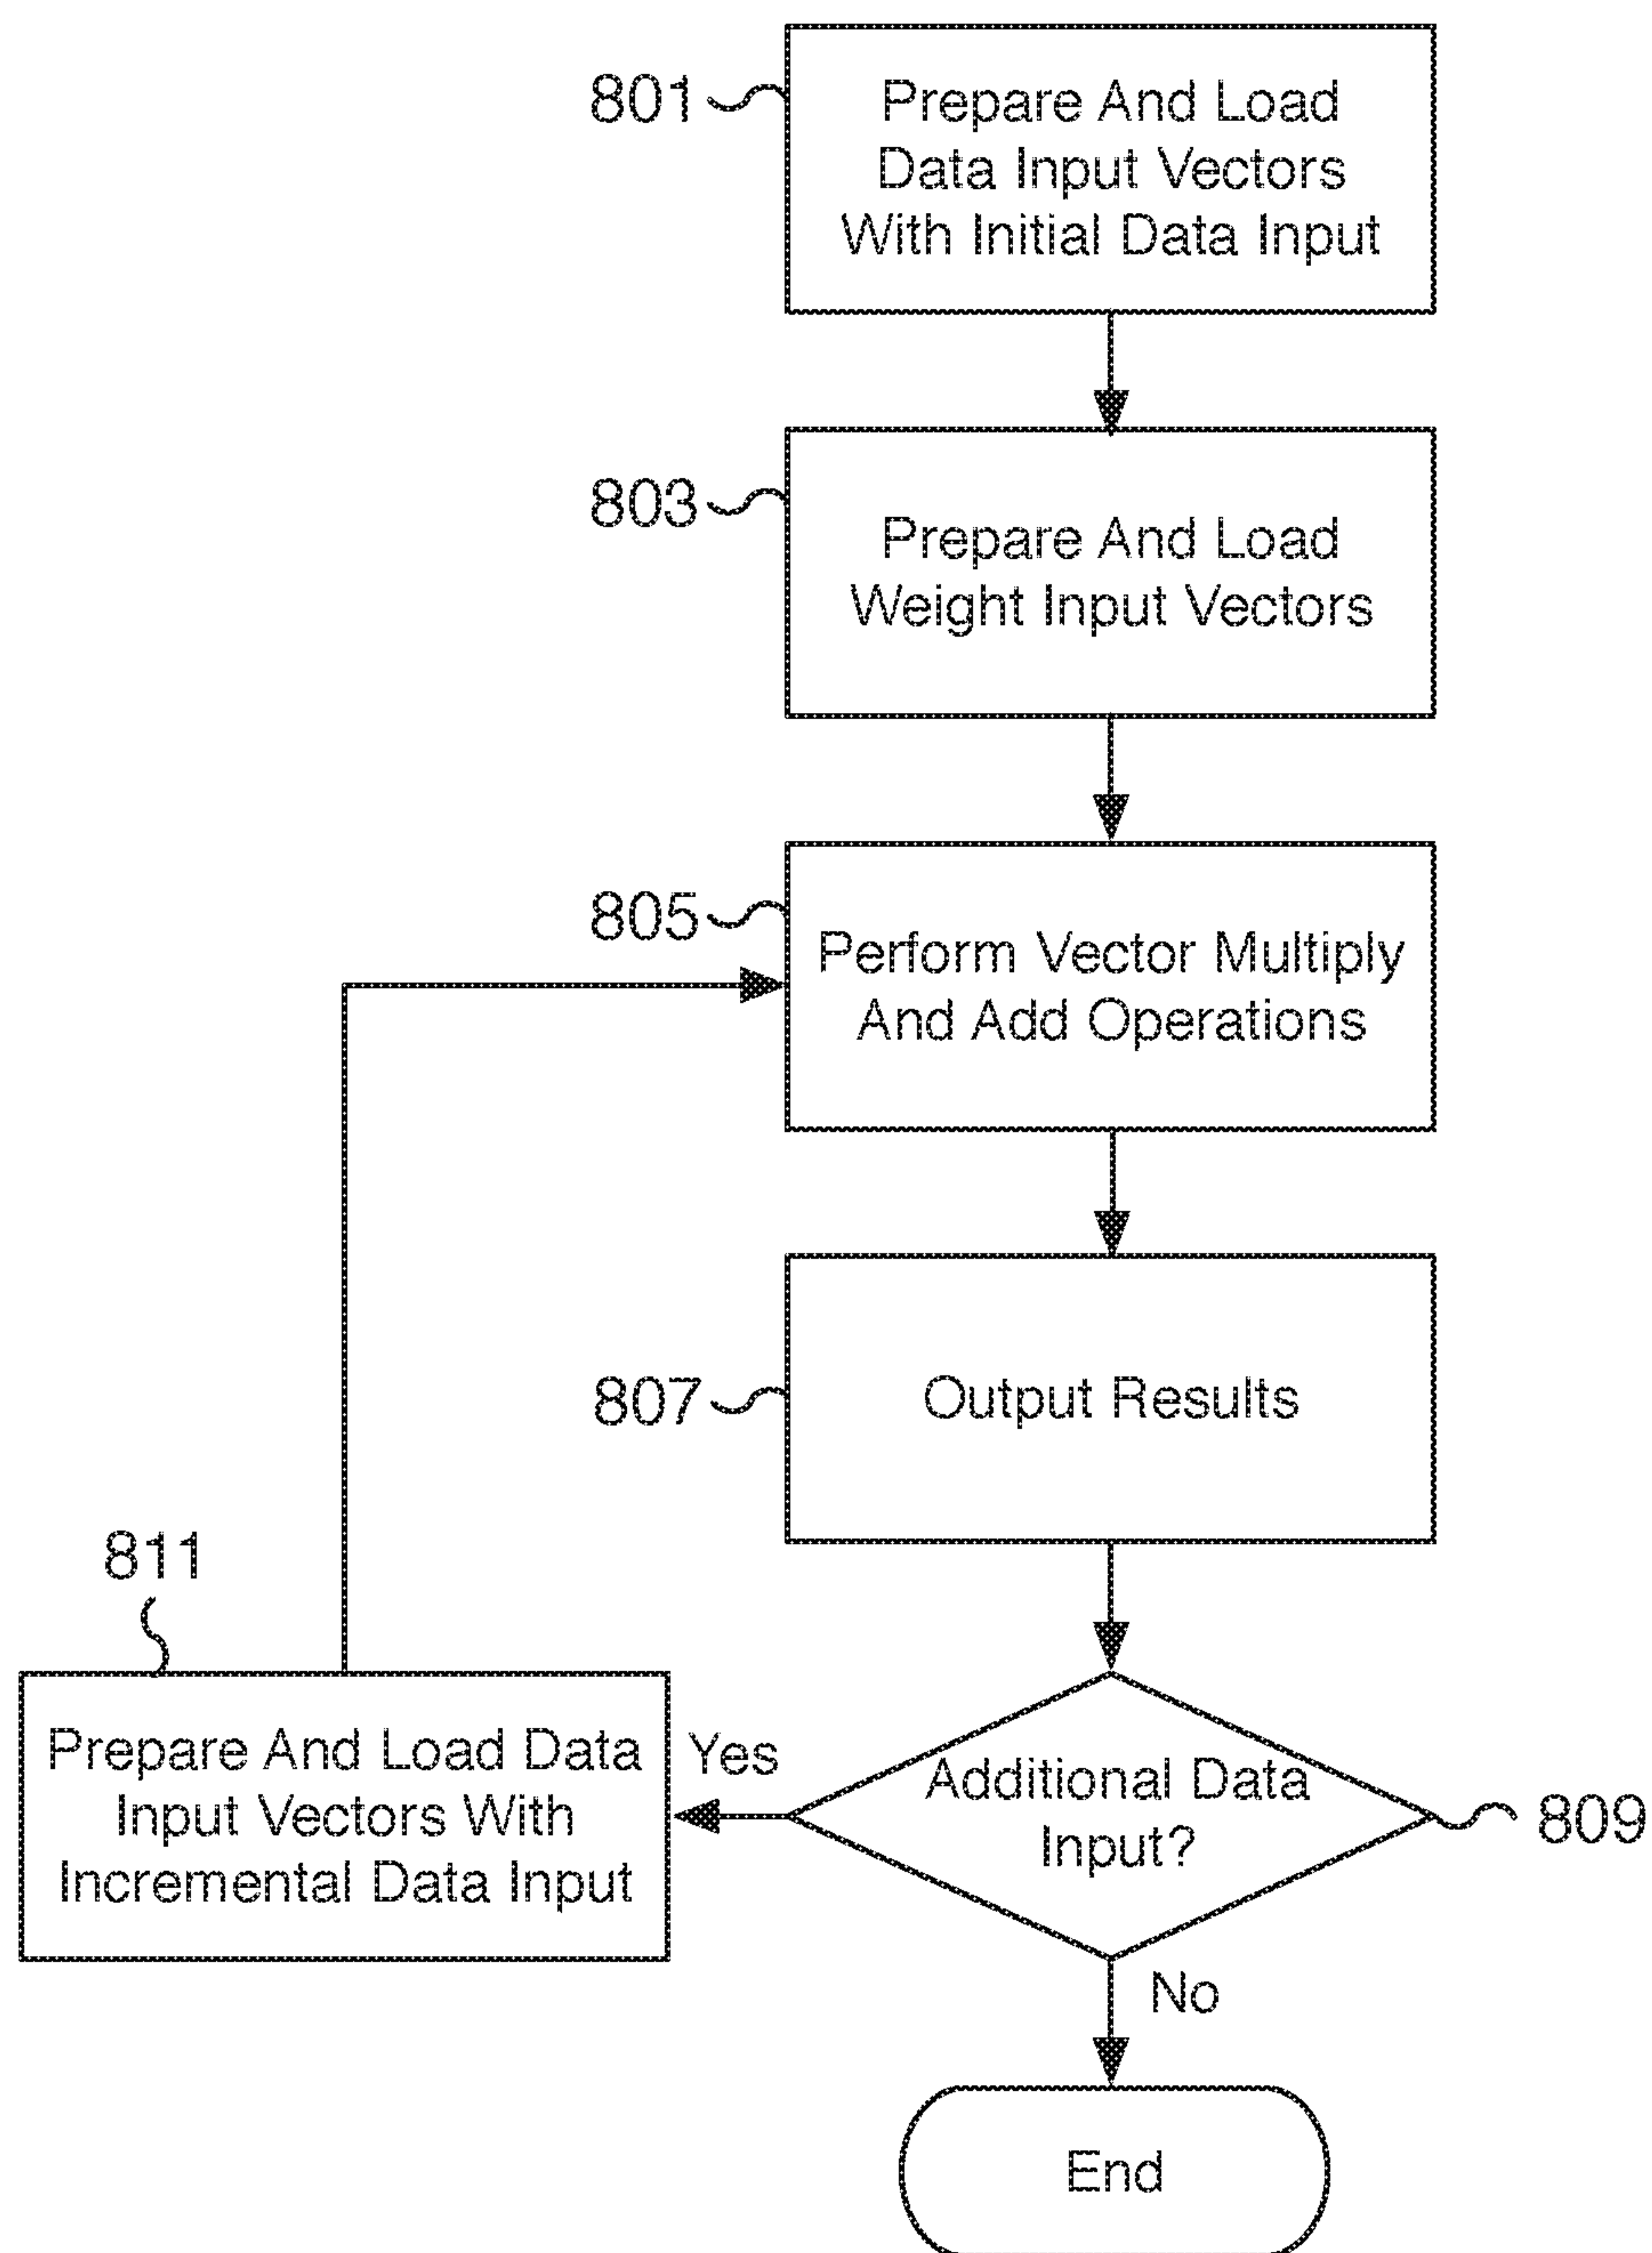 801
Prepare And Load
Data Input Vectors
With Initial Data Input
803
Prepare And Load
Weight Input Vectors
805
Perform Vector Multiply
And Add Operations
807
Output Results
811
Prepare And Load Data
Input Vectors With
Incremental Data Input
Yes
Additional Data
Input?
809
No
End